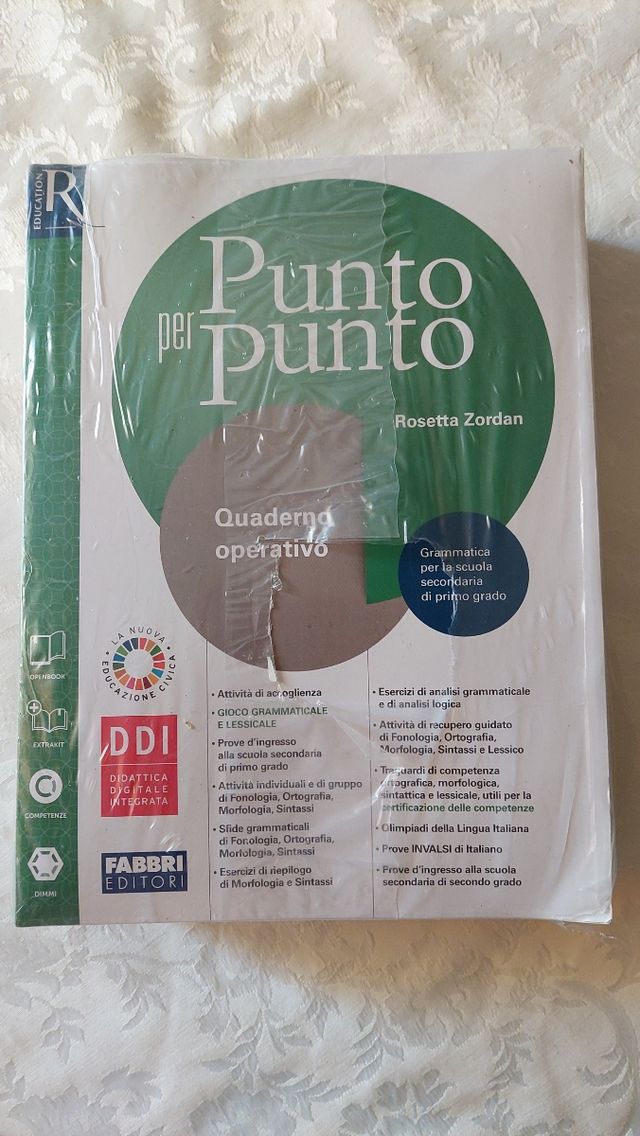 EDUCATION
R
Punto
per
punto
Rosetta Zordan
Quaderno
operativo
Grammatica
per la scuola
secondaria
di primo grado
LA NUOVA
EDUCAZIONE CIVICA
OPENBOOK
EXTRAKIT
COMPETENZE
DIMMI
DDI
DIDATTICA
DIGITALE
INTEGRATA
FABBRI
EDITORI
• Attività di accoglienza
• GIOCO GRAMMATICALE
E LESSICALE
• Prove d'ingresso
alla scuola secondaria
di primo grado
• Attività individuali e di gruppo
di Fonologia, Ortografia,
Morfologia, Sintassi
• Sfide grammaticali
di Fonologia, Ortografia,
Morfologia, Sintassi
• Esercizi di riepilogo
di Morfologia e Sintassi
• Esercizi di analisi grammaticale
e di analisi logica
• Attività di recupero guidato
di Fonologia, Ortografia,
Morfologia, Sintassi e Lessico
• Traguardi di competenza
ortografica, morfologica,
sintattica e lessicale, utili per la
certificazione delle competenze
• Olimpiadi della Lingua Italiana
• Prove INVALSI di Italiano
• Prove d'ingresso alla scuola
secondaria di secondo grado